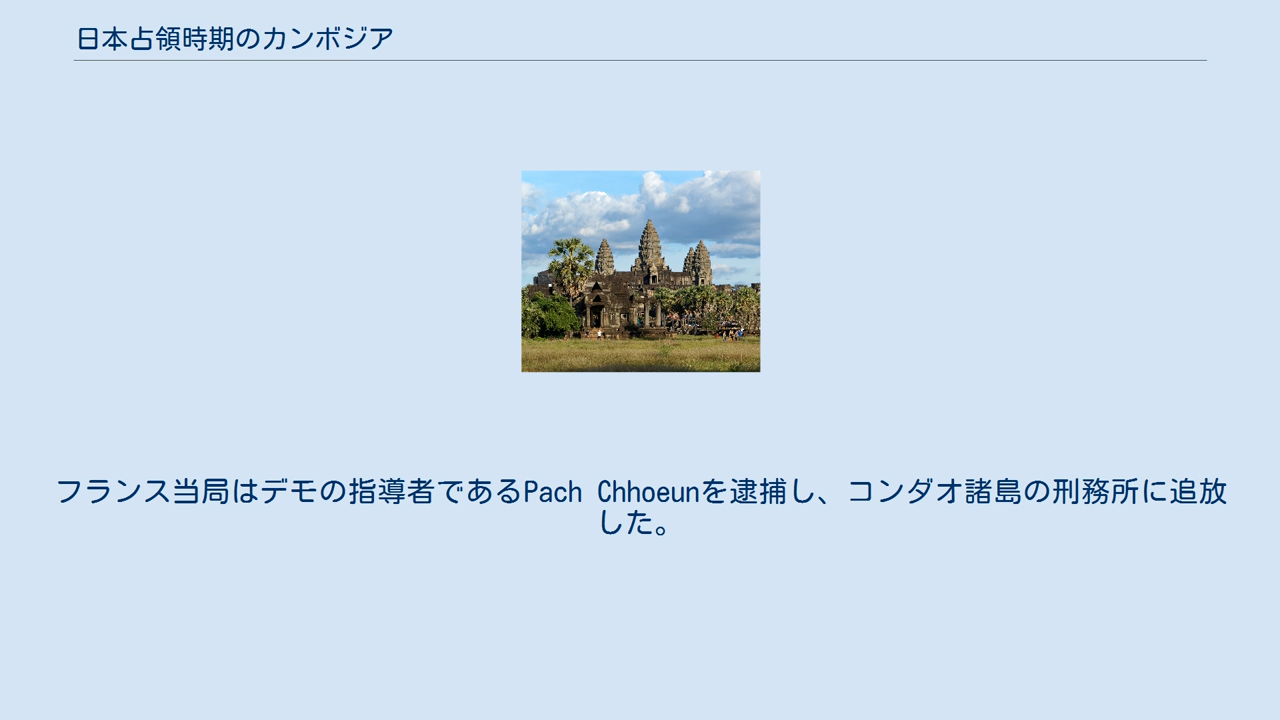 日本占領時期のカンボジア
フランス当局はデモの指導者であるPach Chhoeunを逮捕し、コンダオ諸島の刑務所に追放
した。